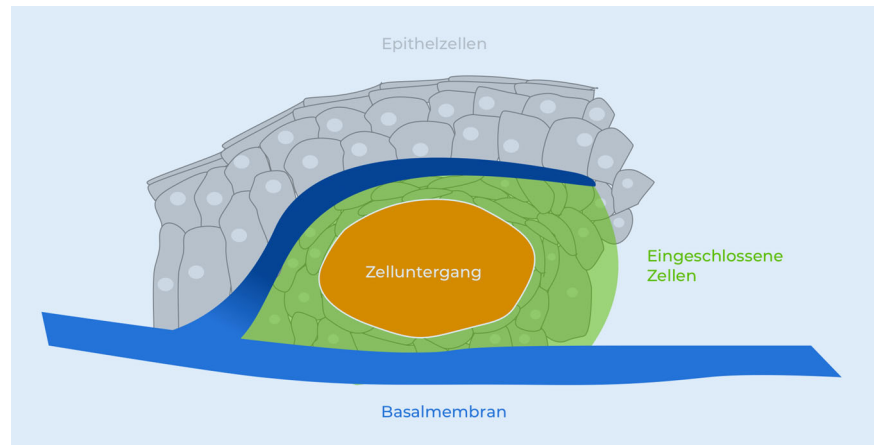 Epithelzellen
Zelluntergang
Eingeschlossene
Zellen
Basalmembran